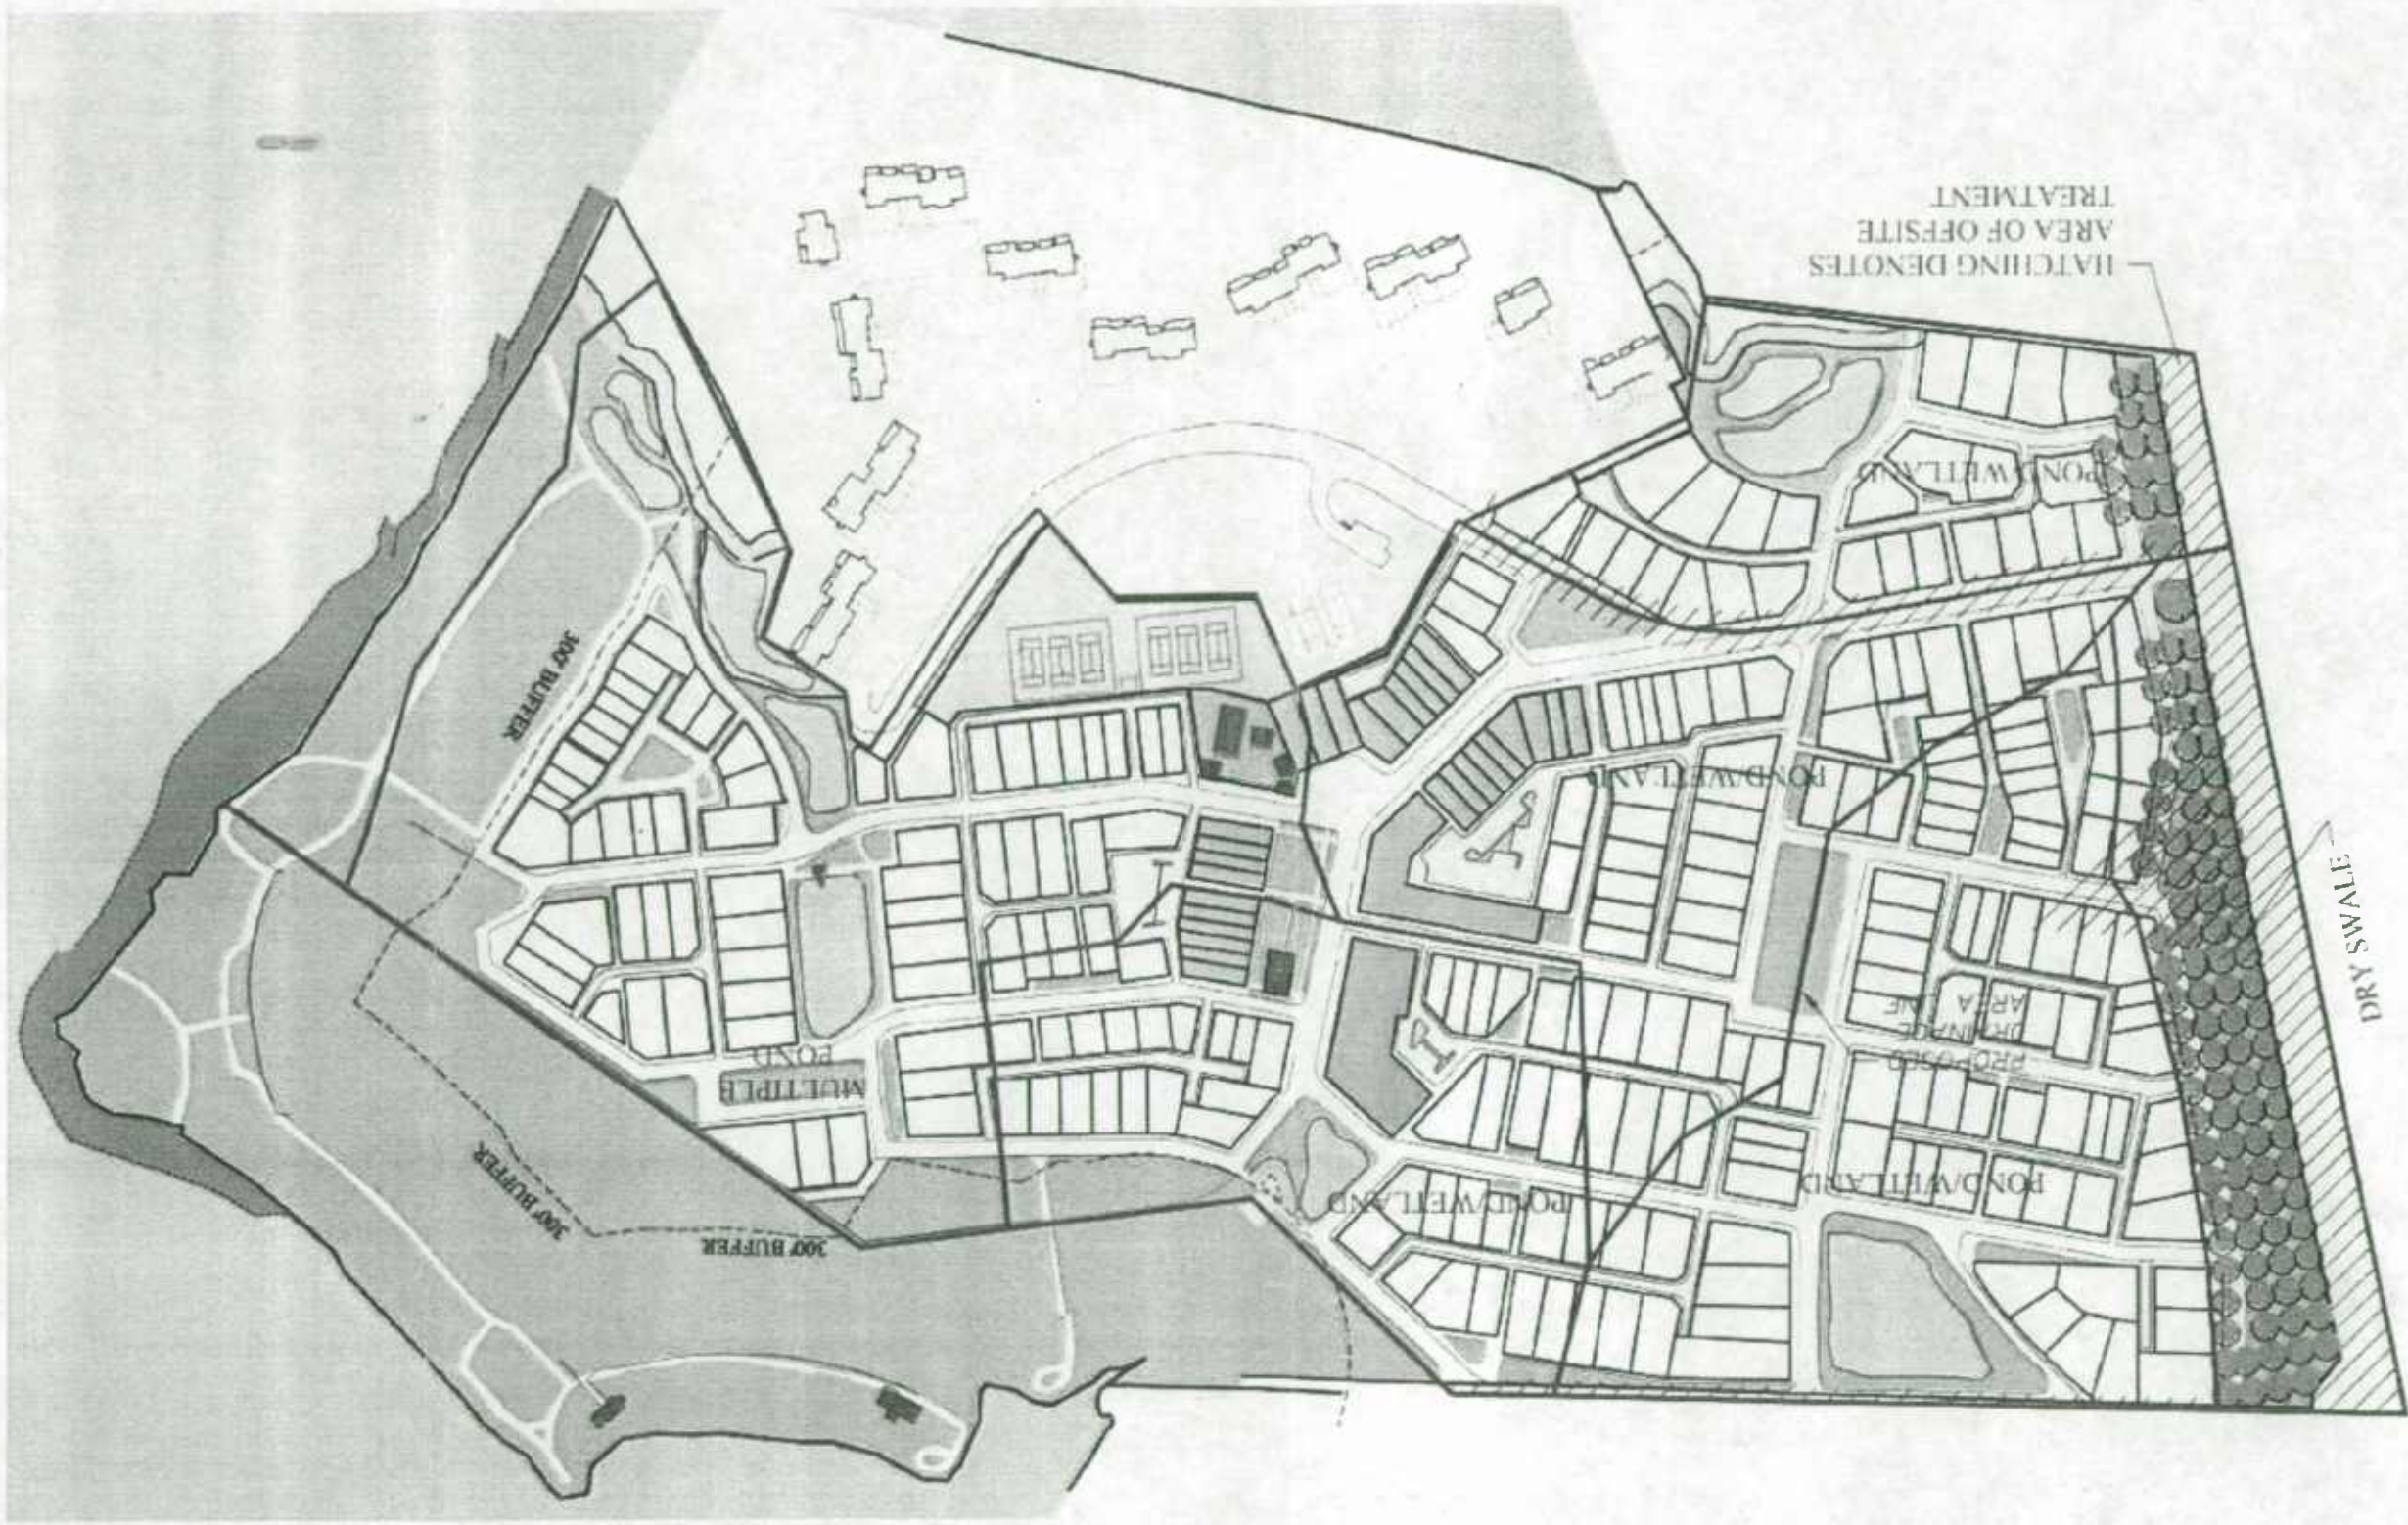 HATCHING DENOTES
AREA OF OFFSITE
TREATMENT
POND/WETLAND
300' BUFFER
POND/WETLAND
DRY SWALE
PROPOSED
DRAINAGE
AREA LINE
MULTIPLE
POND
POND/WETLAND
POND/WETLAND
300' BUFFER
300' BUFFER